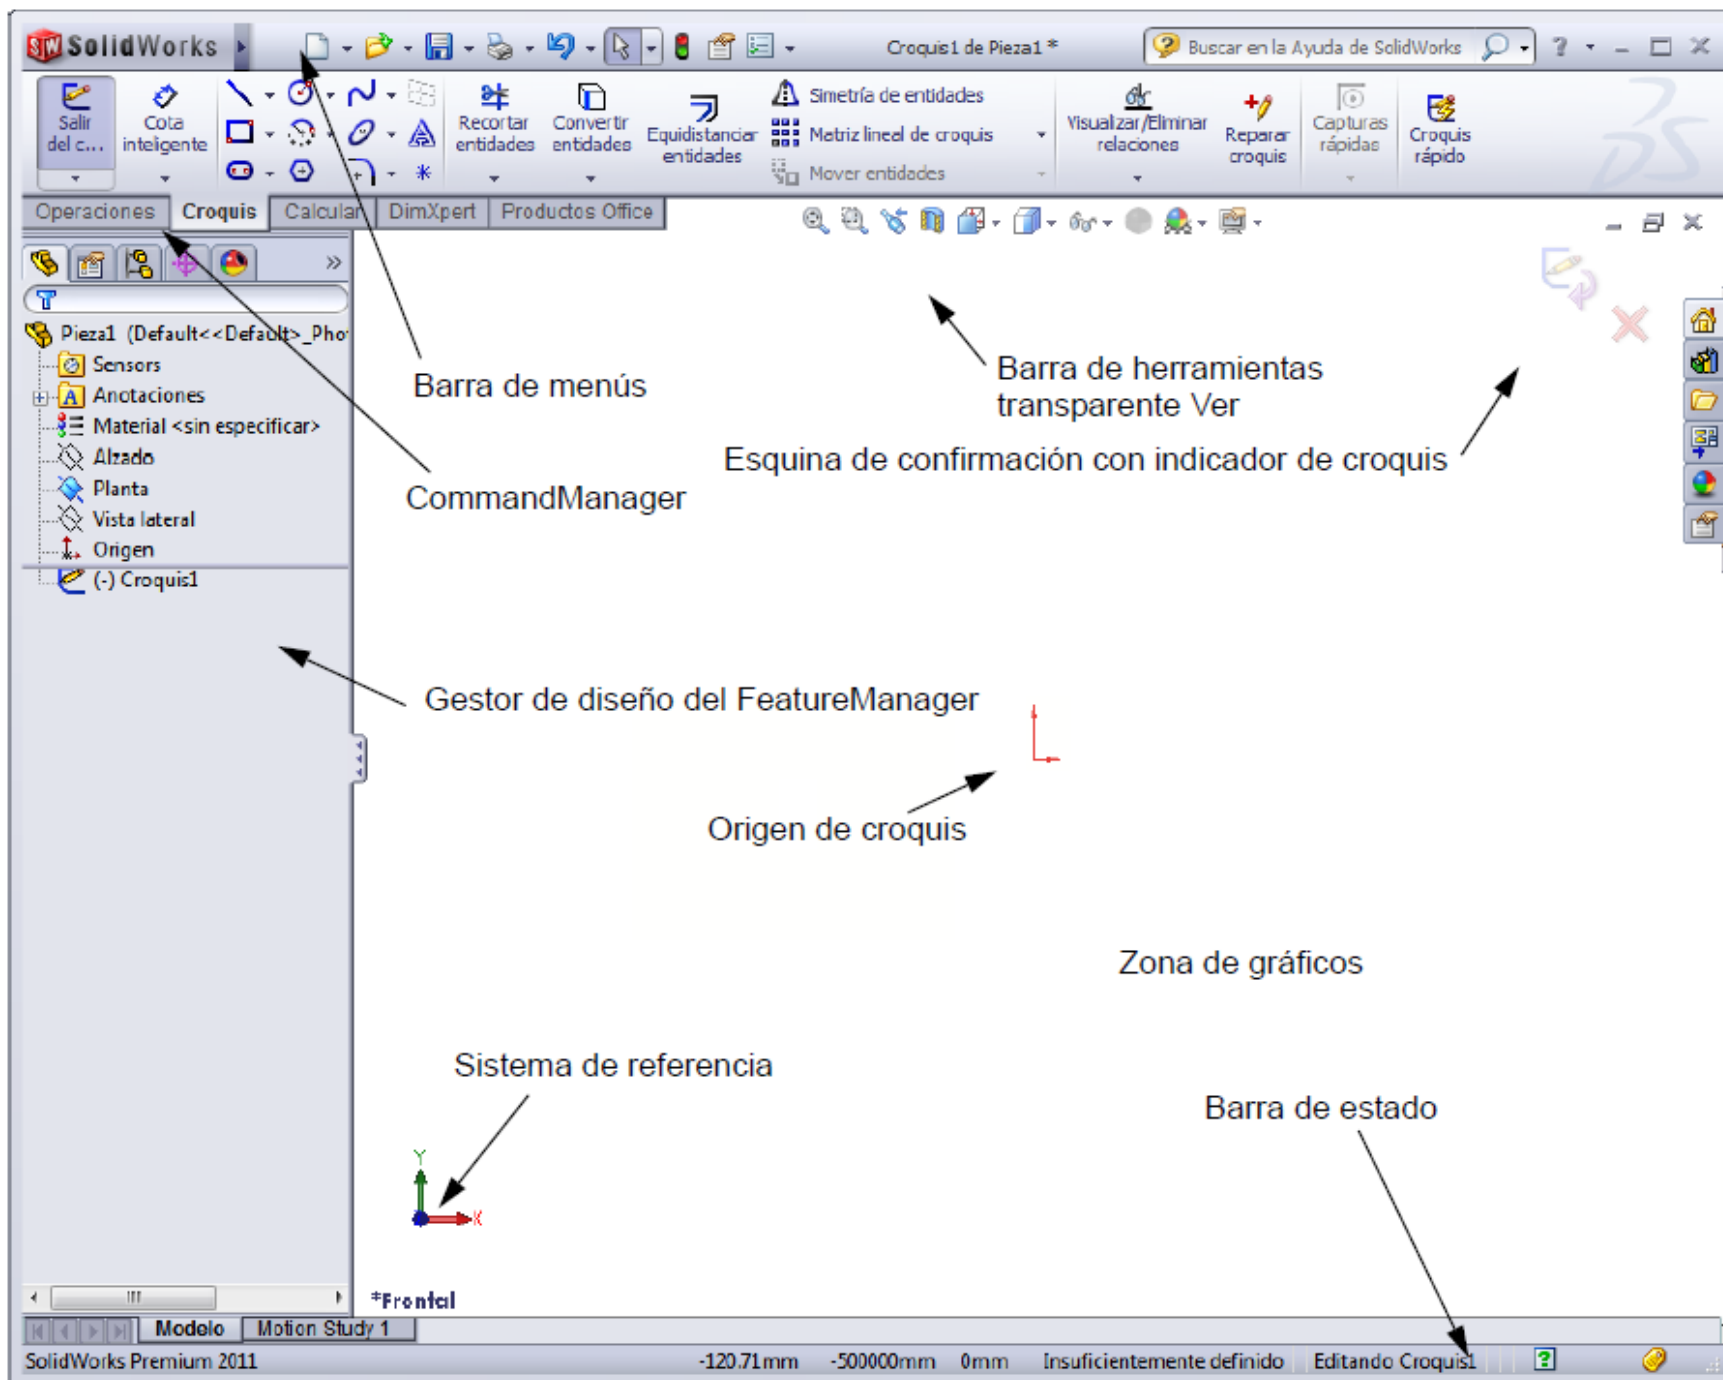 SolidWorks
Croquis1 de Pieza1 *
Buscar en la Ayuda de SolidWorks
?
Salir
del c...
Cota
inteligente
Recortar
entidades
Convertir
entidades
Equidistanciar
entidades
Simetría de entidades
Matriz lineal de croquis
Mover entidades
Visualizar/Eliminar
relaciones
Reparar
croquis
Capturas
rápidas
Croquis
rápido
Operaciones
Croquis
Calcular
DimXpert
Productos Office
Pieza1 (Default<<Default>_Pho
Sensors
Anotaciones
Material <sin especificar>
Alzado
Planta
Vista lateral
Origen
(-) Croquis1
Barra de menús
CommandManager
Barra de herramientas
transparente Ver
Esquina de confirmación con indicador de croquis
Gestor de diseño del FeatureManager
Origen de croquis
Zona de gráficos
Sistema de referencia
Barra de estado
Y
X
*Frontal
Modelo
Motion Study 1
SolidWorks Premium 2011
-120.71mm
-500000mm
0mm
Insuficientemente definido
Editando Croquis1
?